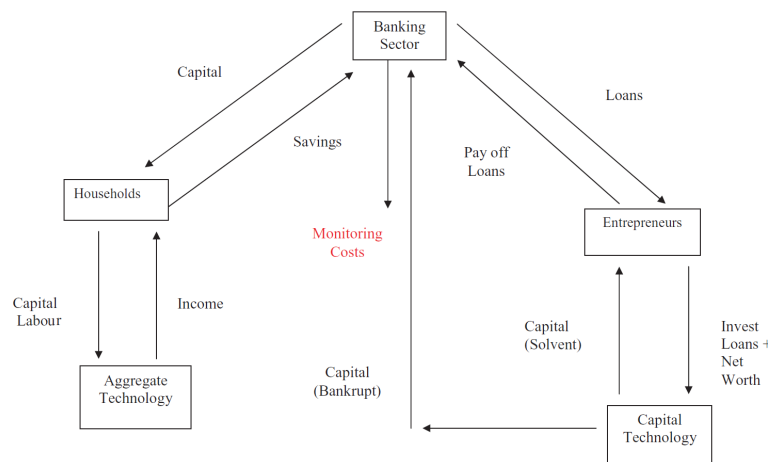 Banking
Sector
Capital
Loans
Savings
Pay off
Loans
Households
Entrepreneurs
Monitoring
Costs
Capital
Labour
Income
Capital
(Solvent)
Invest
Loans +
Net
Worth
Aggregate
Technology
Capital
(Bankrupt)
Capital
Technology